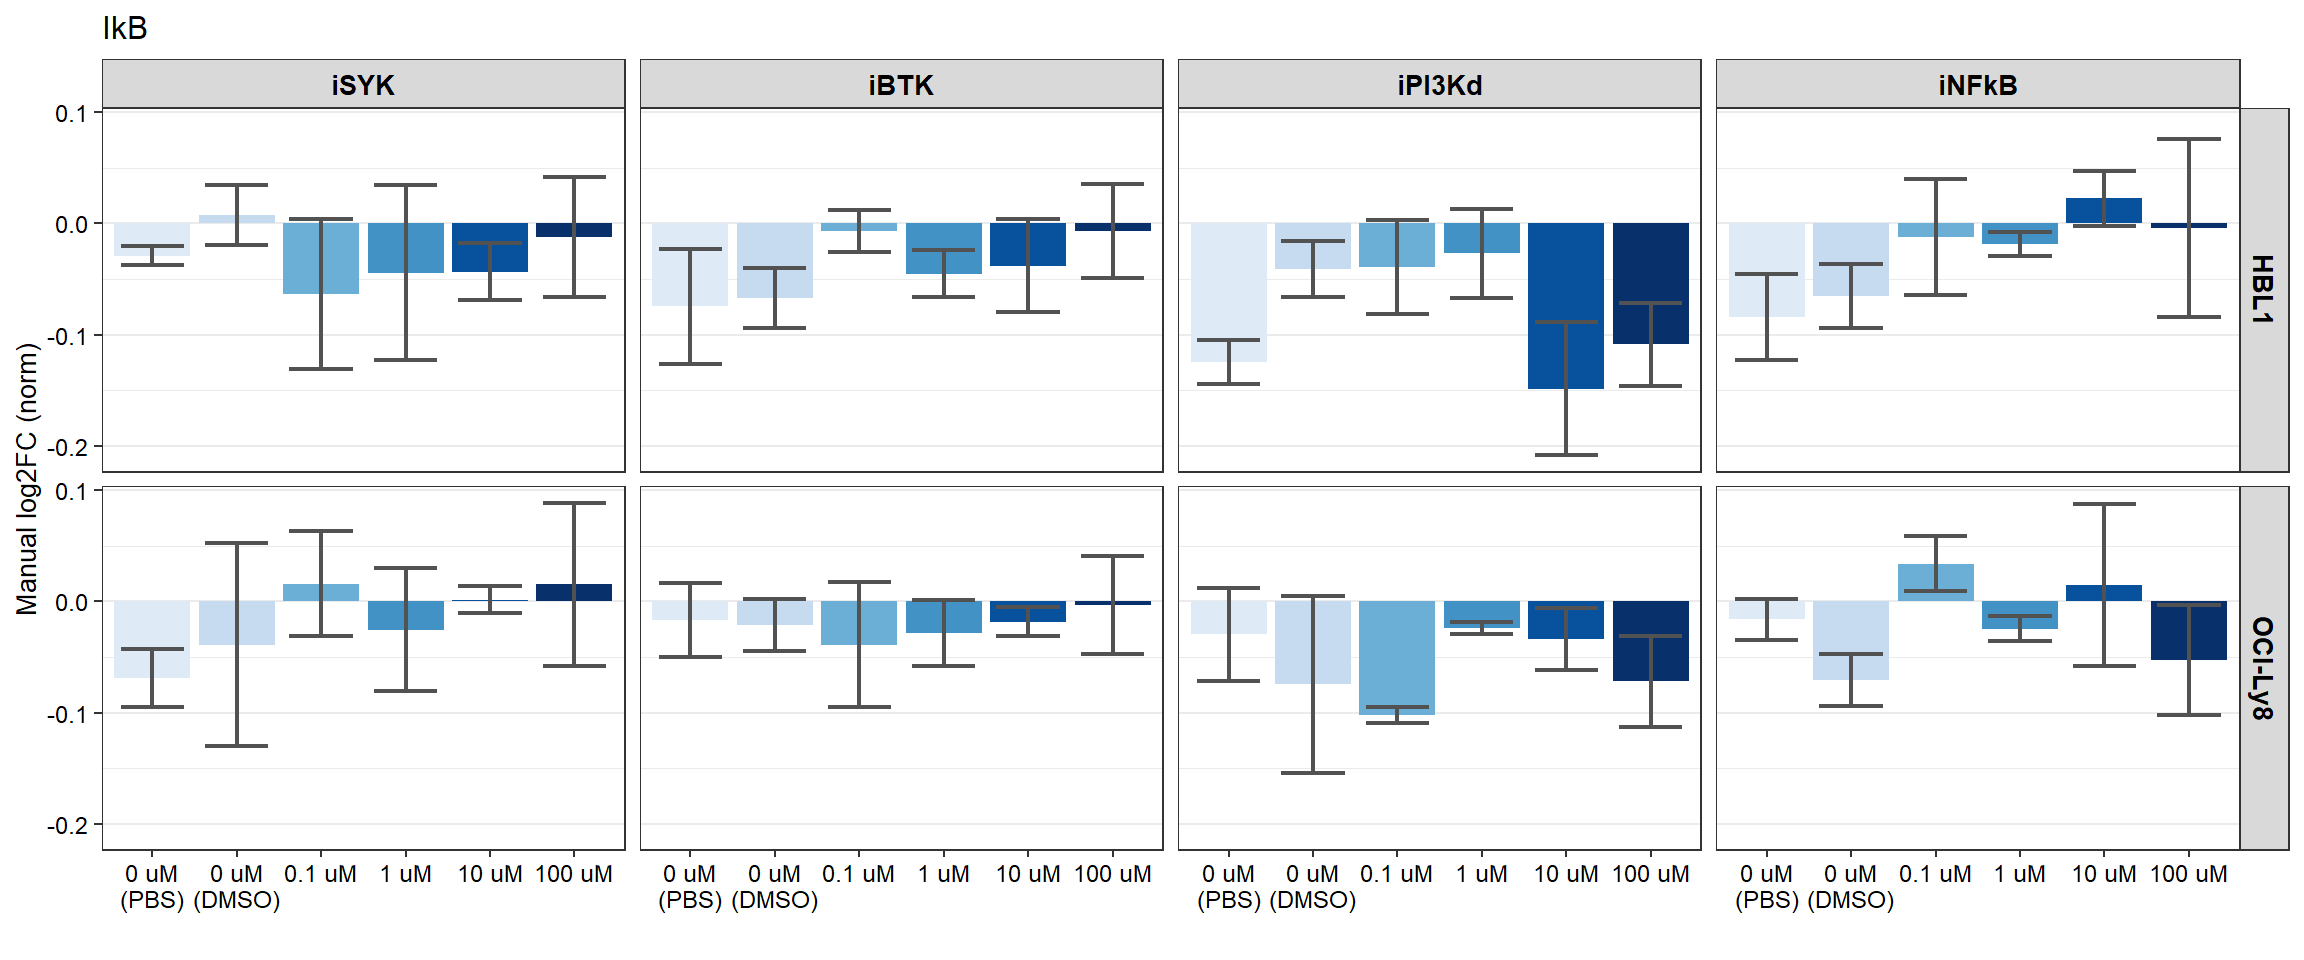 IkB
iSYK
iBTK
iPI3Kd
iNFkB
Manual log2FC (norm)
0.1
0.0
-0.1
-0.2
HBL1
0.1
0.0
-0.1
-0.2
OCI-Ly8
0 uM (PBS)
0 uM (DMSO)
0.1 uM
1 uM
10 uM
100 uM
0 uM (PBS)
0 uM (DMSO)
0.1 uM
1 uM
10 uM
100 uM
0 uM (PBS)
0 uM (DMSO)
0.1 uM
1 uM
10 uM
100 uM
0 uM (PBS)
0 uM (DMSO)
0.1 uM
1 uM
10 uM
100 uM